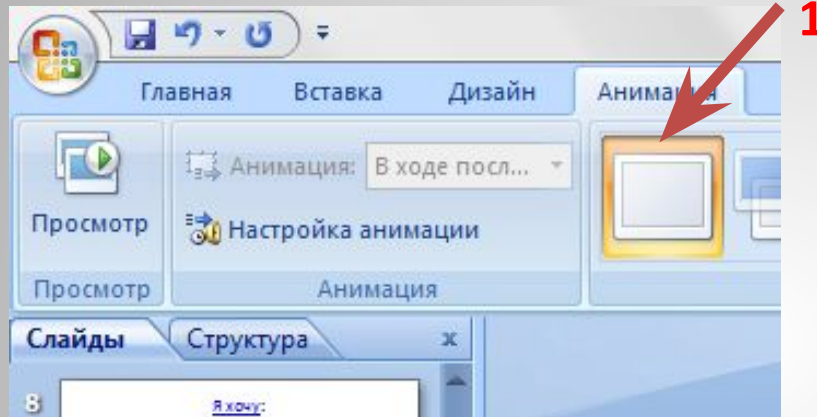 1
Главная Вставка Дизайн Анимация
Анимация: В ходе посл...
Просмотр Настройка анимации
Просмотр Анимация
Слайды Структура x
8 Я хочу: